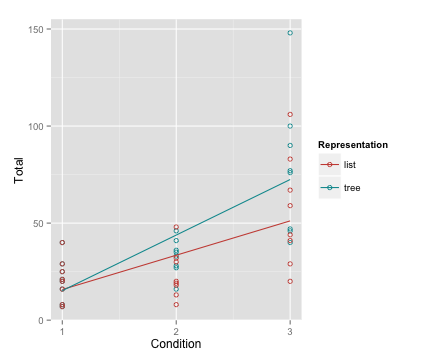 150
100
50
0
Total
1 2 3
Condition
Representation
list
tree